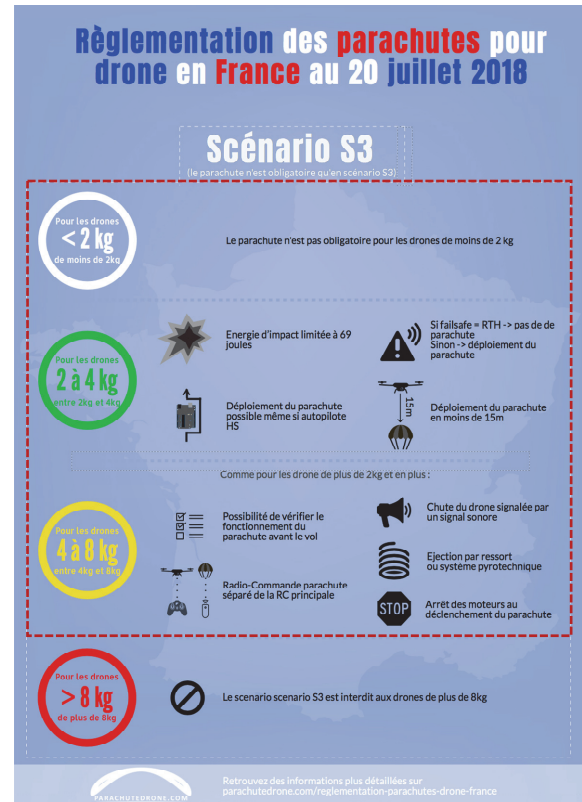 Règlementation des parachutes pour
drone en France au 20 juillet 2018
Scénario S3
(le parachute n'est obligatoire qu'en scénario S3)
Pour les drones
< 2 kg
de moins de 2kg
Le parachute n'est pas obligatoire pour les drones de moins de 2 kg
Pour les drones
2 à 4 kg
entre 2kg et 4kg
Energie d'impact limitée à 69
joules
Si failsafe = RTH -> pas de de
parachute
Sinon -> déploiement du
parachute
Déploiement du parachute
possible même si autopilote
HS
15m
Déploiement du parachute
en moins de 15m
Comme pour les drone de plus de 2kg et en plus :
Pour les drones
4 à 8 kg
entre 4kg et 8kg
Possibilité de vérifier le
fonctionnement du
parachute avant le vol
Chute du drone signalée par
un signal sonore
Ejection par ressort
ou système pyrotechnique
Radio-Commande parachute
séparé de la RC principale
STOP
Arrêt des moteurs au
déclenchement du parachute
Pour les drones
> 8 kg
de plus de 8kg
Le scenario scenario S3 est interdit aux drones de plus de 8kg
PARACHUTEDRONE.COM
Retrouvez des informations plus détaillées sur
parachutedrone.com/reglementation-parachutes-drone-france